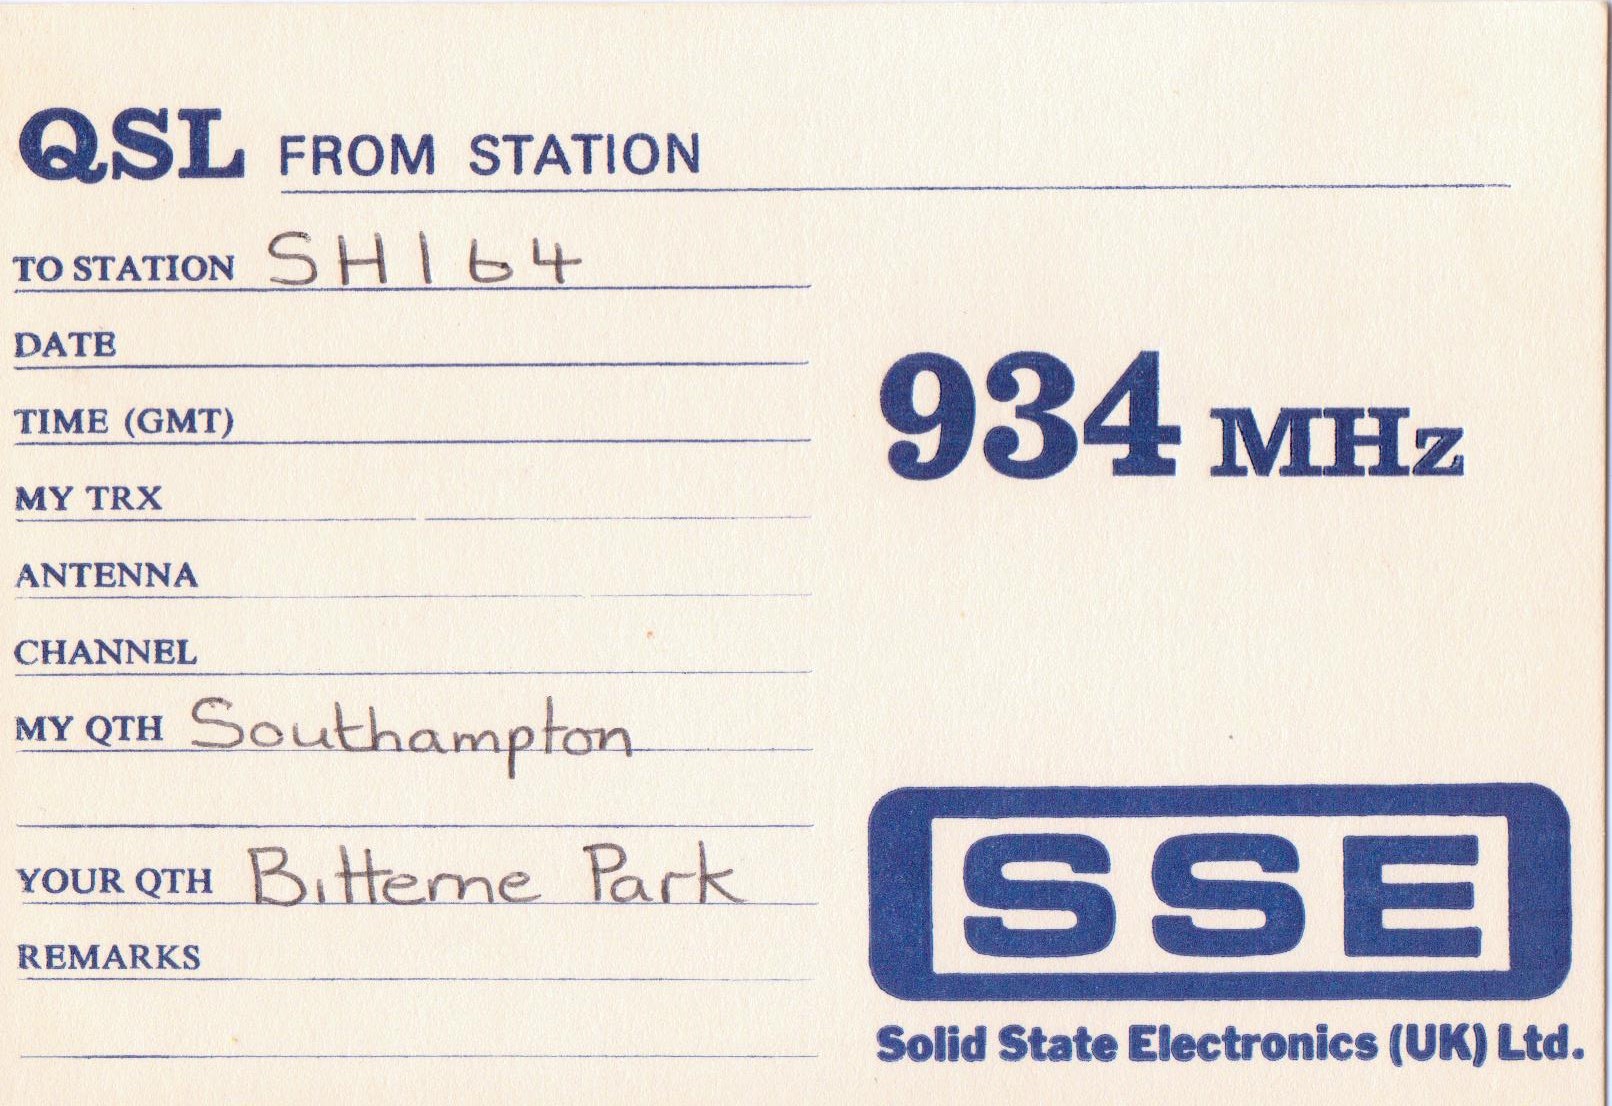 QSL FROM STATION
TO STATION SH164
DATE
TIME (GMT)
MY TRX
ANTENNA
CHANNEL
MY QTH Southampton
YOUR QTH Bitterne Park
REMARKS
934 MHz
SSE
Solid State Electronics (UK) Ltd.